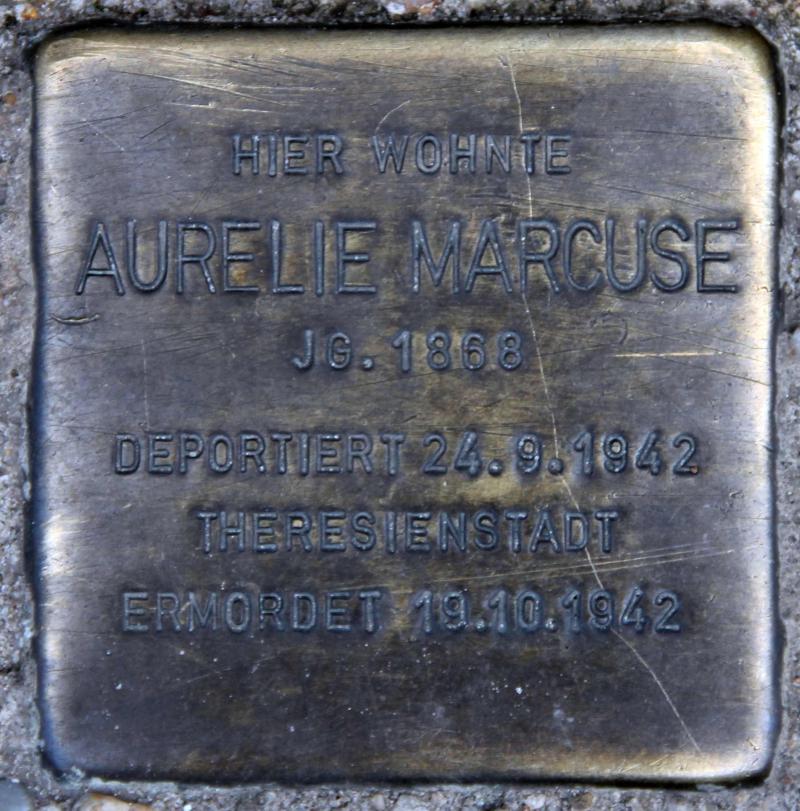 HIER WOHNTE
AURELIE MARCUSE
JG. 1868
DEPORTIERT 24.9.1942
THERESIENSTADT
ERMORDET 19.10.1942